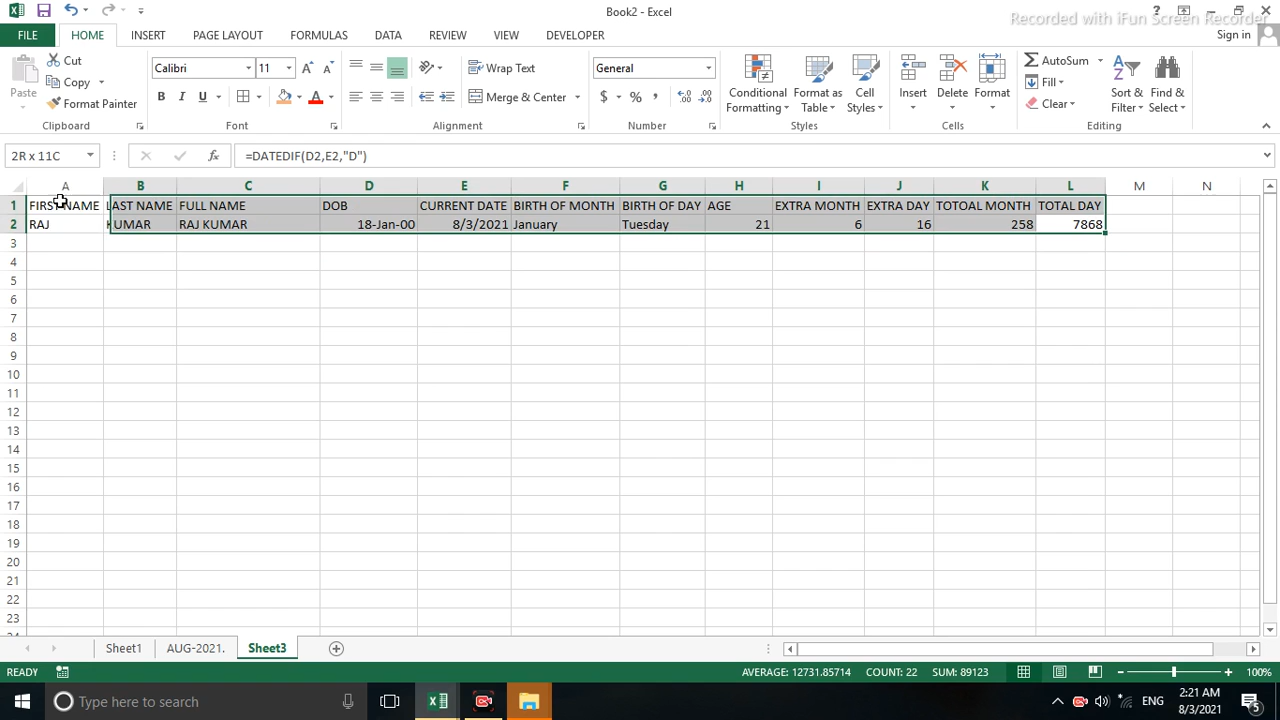 Book2 - Excel
Recorded with iFun Screen Recorder
FILE HOME INSERT PAGE LAYOUT FORMULAS DATA REVIEW VIEW DEVELOPER Sign in
Paste Cut Copy Format Painter
Calibri 11 B I U A
Wrap Text Merge & Center
General $ % ,
Conditional Formatting Format as Table Cell Styles
Insert Delete Format
AutoSum Fill Clear Sort & Filter Find & Select
Clipboard Font Alignment Number Styles Cells Editing
2R x 11C fx =DATEDIF(D2,E2,"D")
A B C D E F G H I J K L M N
1 FIRST NAME LAST NAME FULL NAME DOB CURRENT DATE BIRTH OF MONTH BIRTH OF DAY AGE EXTRA MONTH EXTRA DAY TOTOAL MONTH TOTAL DAY
2 RAJ KUMAR RAJ KUMAR 18-Jan-00 8/3/2021 January Tuesday 21 6 16 258 7868
3
4
5
6
7
8
9
10
11
12
13
14
15
16
17
18
19
20
21
22
23
Sheet1 AUG-2021. Sheet3
READY AVERAGE: 12731.85714 COUNT: 22 SUM: 89123 100%
Type here to search ENG 2:21 AM
8/3/2021 5